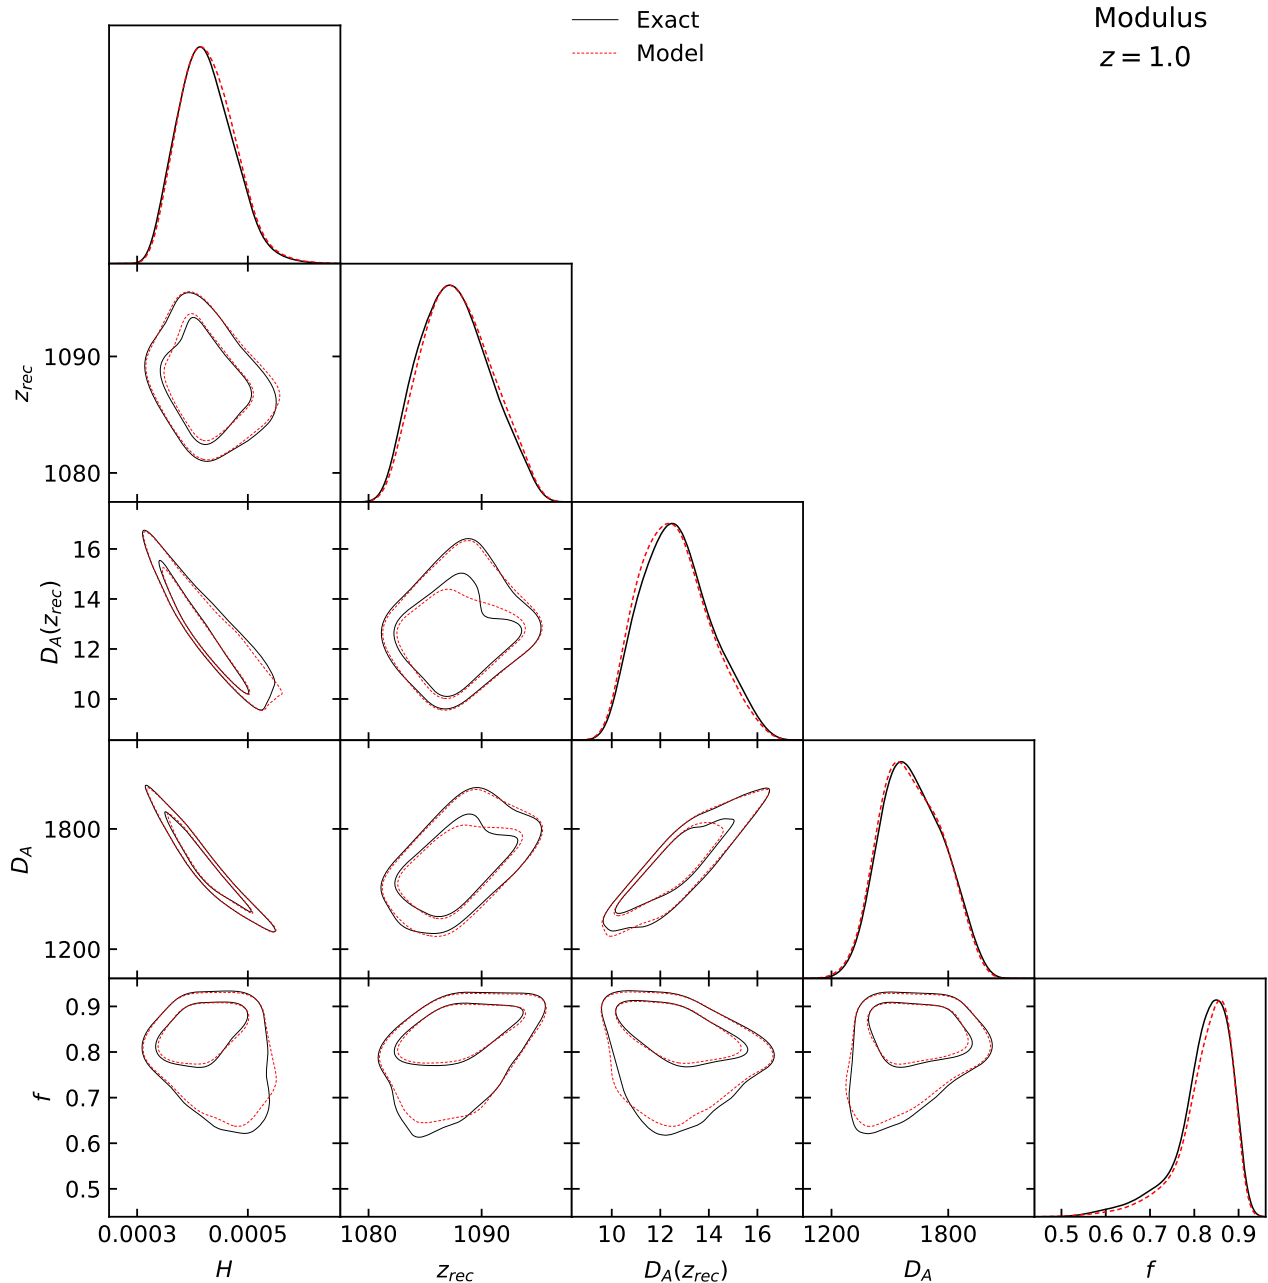 Exact
Model
Modulus
z = 1.0
1090
1080
z_rec
16
14
12
10
D_A(z_rec)
1800
1200
D_A
0.9
0.8
0.7
0.6
0.5
f
0.0003 0.0005
1080 1090
10 12 14 16
1200 1800
0.5 0.6 0.7 0.8 0.9
H
z_rec
D_A(z_rec)
D_A
f